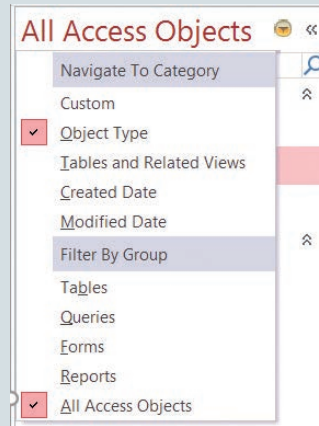 All Access Objects
Navigate To Category
Custom
Object Type
Tables and Related Views
Created Date
Modified Date
Filter By Group
Tables
Queries
Forms
Reports
All Access Objects